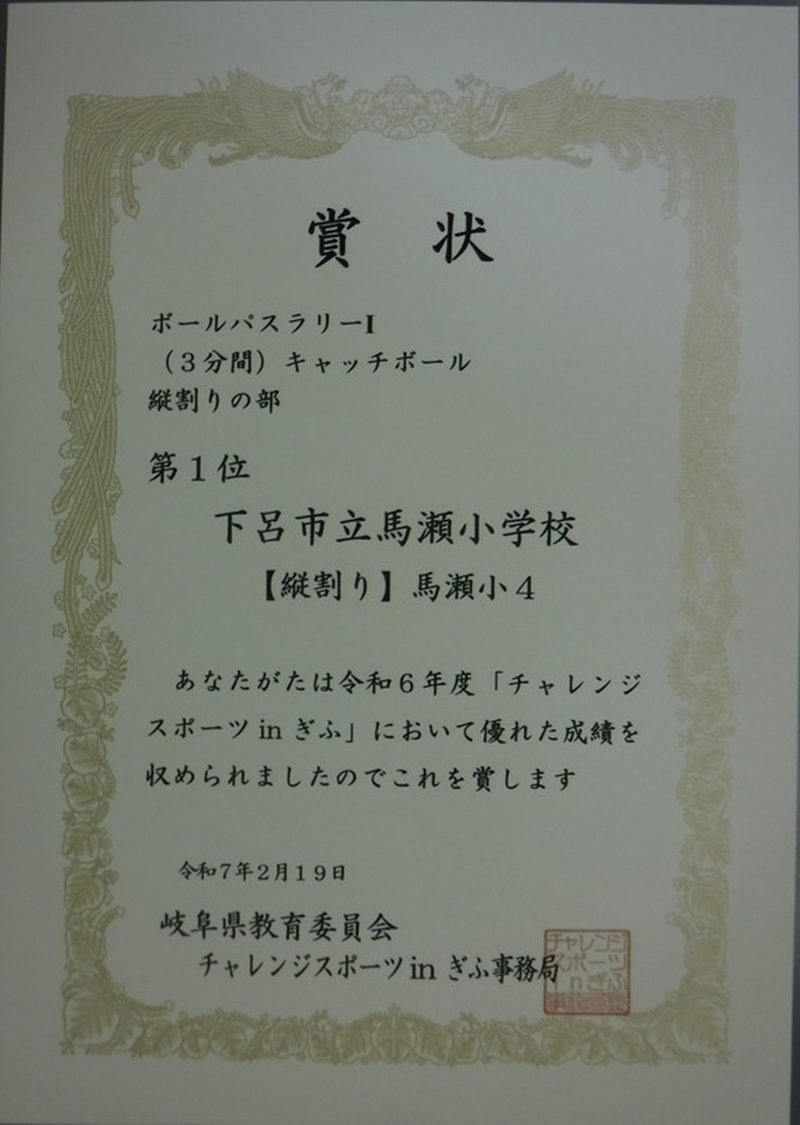 賞 状
ボールパスラリーI
（３分間）キャッチボール
縦割りの部
第１位
下呂市立馬瀬小学校
【縦割り】馬瀬小４
あなたがたは令和６年度「チャレンジ
スポーツ in ぎふ」において優れた成績を
収められましたのでこれを賞します
令和7年2月１９日
岐阜県教育委員会
チャレンジスポーツ in ぎふ事務局
チャレンジ
スポーツ
inぎふ